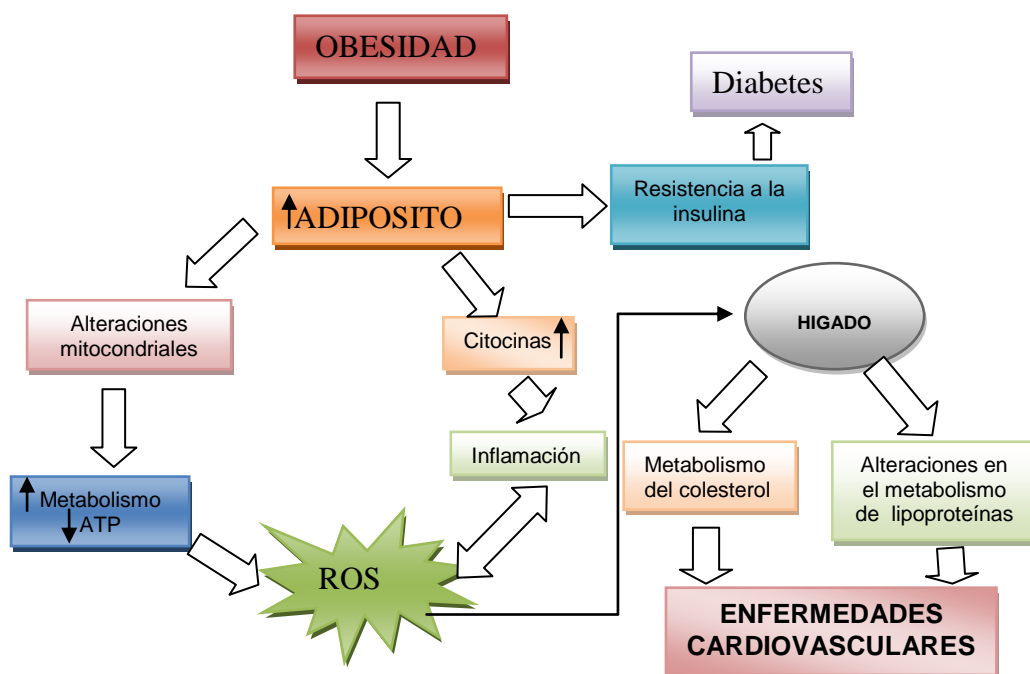 OBESIDAD
Diabetes
Resistencia a la
insulina
ADIPOSITO
Alteraciones
mitocondriales
Citocinas
HIGADO
Inflamación
Metabolismo
del colesterol
Alteraciones en
el metabolismo
de lipoproteínas
Metabolismo
ATP
ROS
ENFERMEDADES
CARDIOVASCULARES